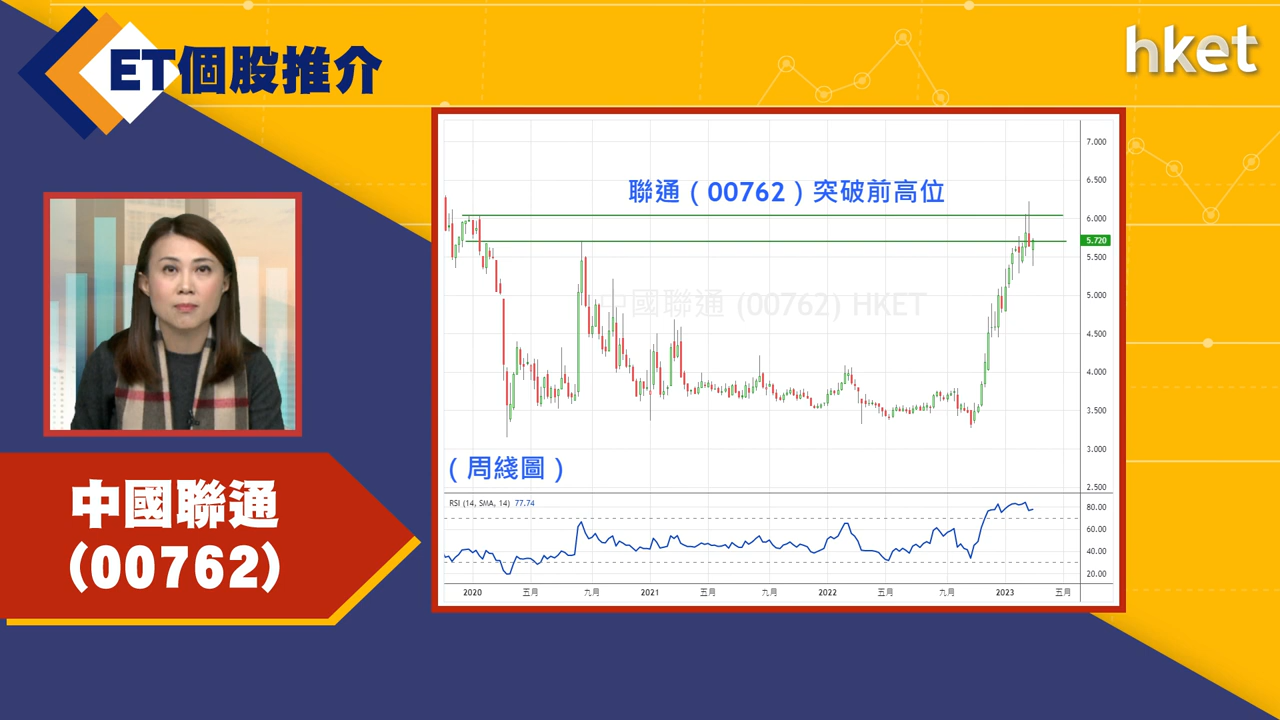 ET個股推介
hket
中國聯通
(00762)
聯通（00762）突破前高位
中國聯通 (00762) HKET
（周綫圖）
7.000
6.500
6.000
5.720
5.500
5.000
4.500
4.000
3.500
3.000
2.500
RSI (14, SMA, 14) 77.74
80.00
60.00
40.00
20.00
2020 五月 九月 2021 五月 九月 2022 五月 九月 2023 五月